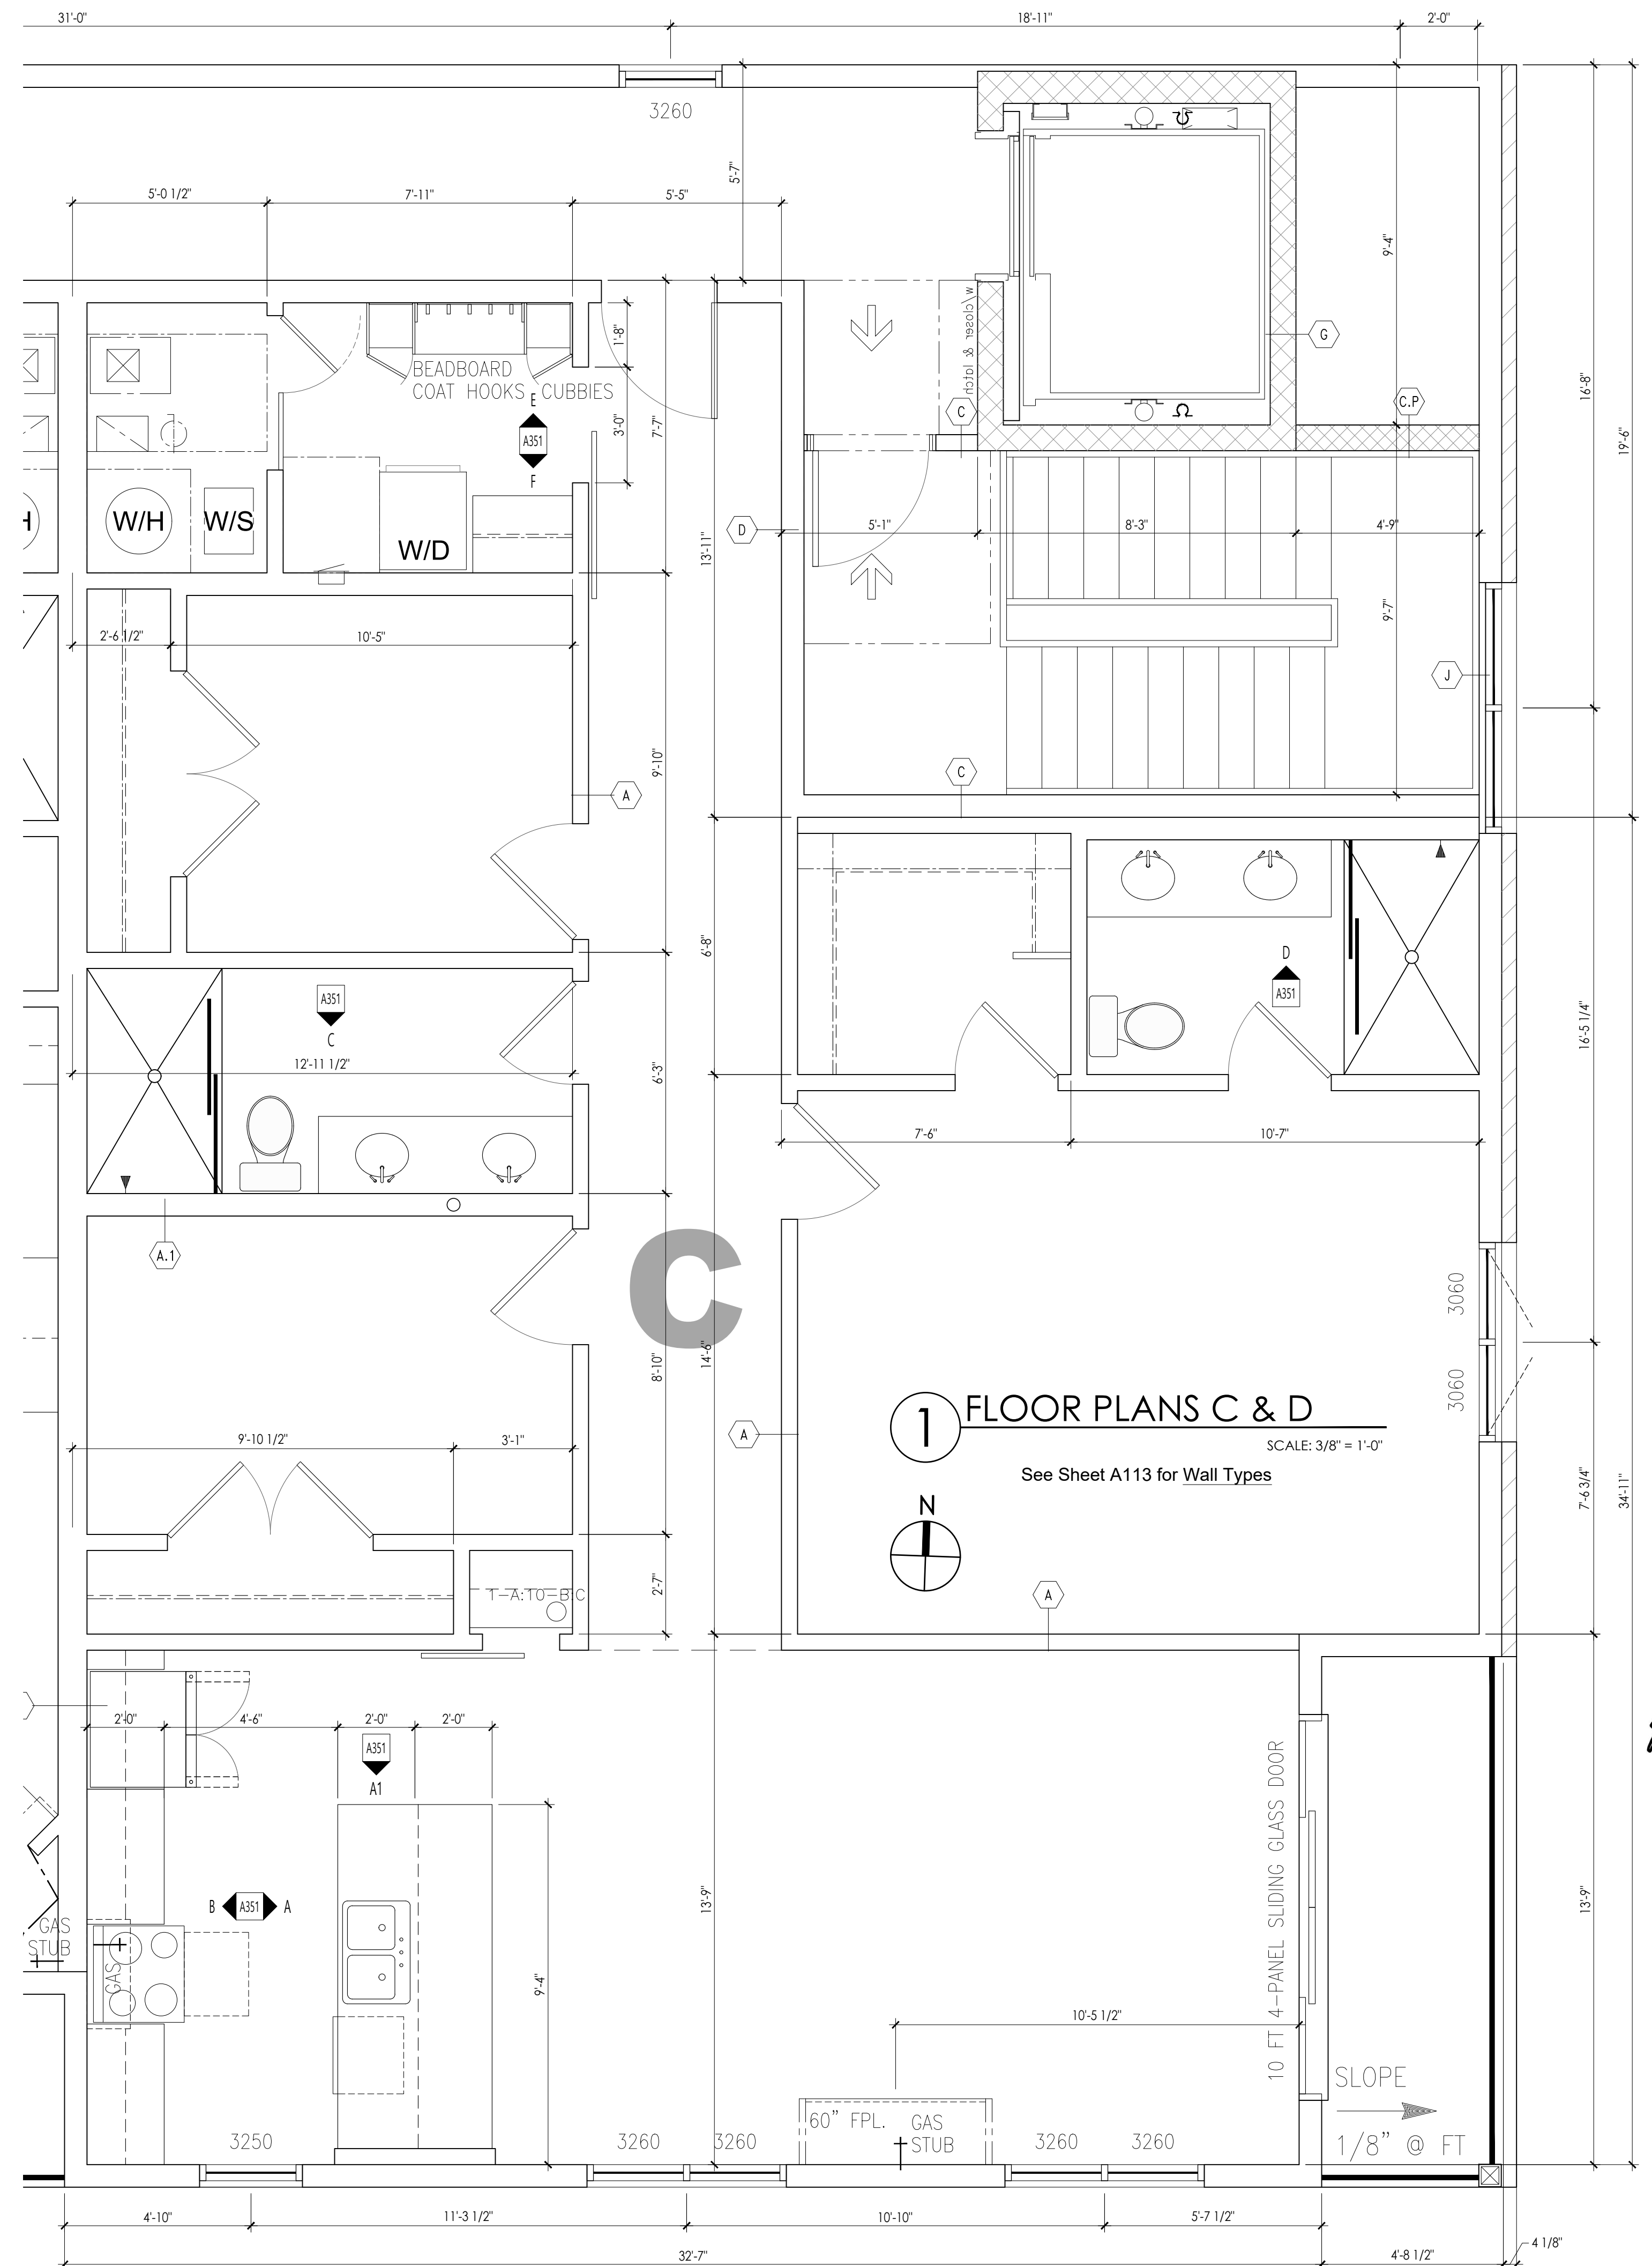 31'-0"
18'-11"
2'-0"
3260
5'-7"
5'-0 1/2"
7'-11"
5'-5"
9'-4"
16'-8"
19'-6"
G
C.P
C
w/closer & latch
1'-8"
BEADBOARD
COAT HOOKS CUBBIES
E
A351
F
3'-0"
7'-7"
W/H
W/S
W/D
H
D
13'-11"
5'-1"
8'-3"
4'-9"
9'-7"
J
2'-6 1/2"
10'-5"
9'-10"
A
C
6'-8"
D
A351
A351
C
12'-11 1/2"
6'-3"
16'-5 1/4"
7'-6"
10'-7"
A.1
C
3060
3060
14'-6"
8'-10"
1
FLOOR PLANS C & D
SCALE: 3/8" = 1'-0"
See Sheet A113 for Wall Types
N
A
9'-10 1/2"
3'-1"
7'-6 3/4"
34'-11"
2'-7"
1-A:10-B:C
A
2'-0"
4'-6"
2'-0"
2'-0"
A351
A1
10 FT 4-PANEL SLIDING GLASS DOOR
B
A351
A
GAS
STUB
GAS
9'-4"
13'-9"
13'-9"
10'-5 1/2"
SLOPE
1/8" @ FT
60" FPL.
GAS
STUB
3250
3260
3260
3260
3260
4'-10"
11'-3 1/2"
10'-10"
5'-7 1/2"
4 1/8"
32'-7"
4'-8 1/2"